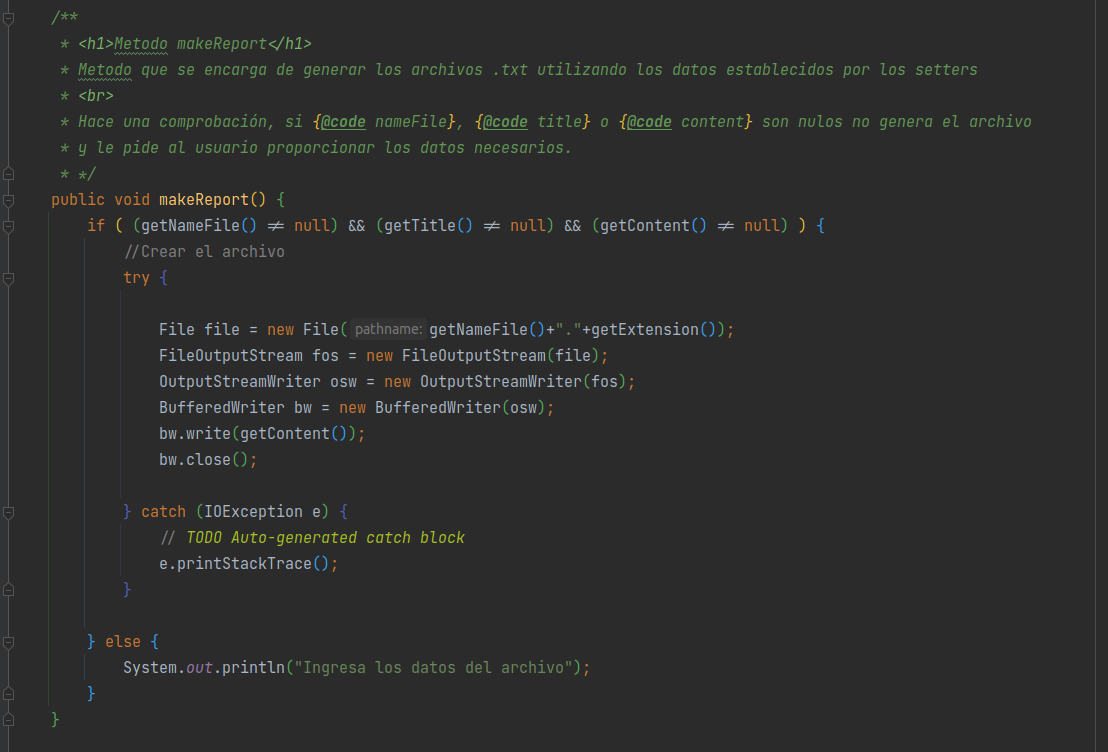 /**
* <h1>Metodo makeReport</h1>
* Metodo que se encarga de generar los archivos .txt utilizando los datos establecidos por los setters
* <br>
* Hace una comprobación, si {@code nameFile}, {@code title} o {@code content} son nulos no genera el archivo
* y le pide al usuario proporcionar los datos necesarios.
* */
public void makeReport() {
if ( (getNameFile() ≠ null) && (getTitle() ≠ null) && (getContent() ≠ null) ) {
//Crear el archivo
try {
File file = new File( pathname: getNameFile()+"."+getExtension());
FileOutputStream fos = new FileOutputStream(file);
OutputStreamWriter osw = new OutputStreamWriter(fos);
BufferedWriter bw = new BufferedWriter(osw);
bw.write(getContent());
bw.close();
} catch (IOException e) {
// TODO Auto-generated catch block
e.printStackTrace();
}
} else {
System.out.println("Ingresa los datos del archivo");
}
}